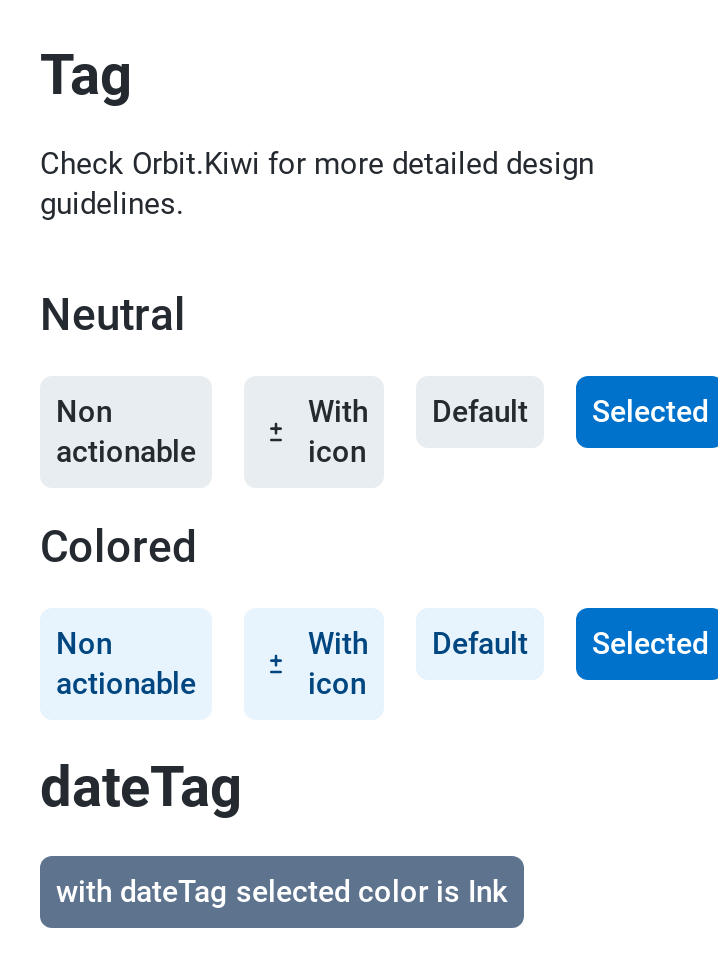 Tag
Check Orbit.Kiwi for more detailed design
guidelines.
Neutral
Non
actionable
±
With
icon
Default
Selected
Colored
Non
actionable
±
With
icon
Default
Selected
dateTag
with dateTag selected color is Ink